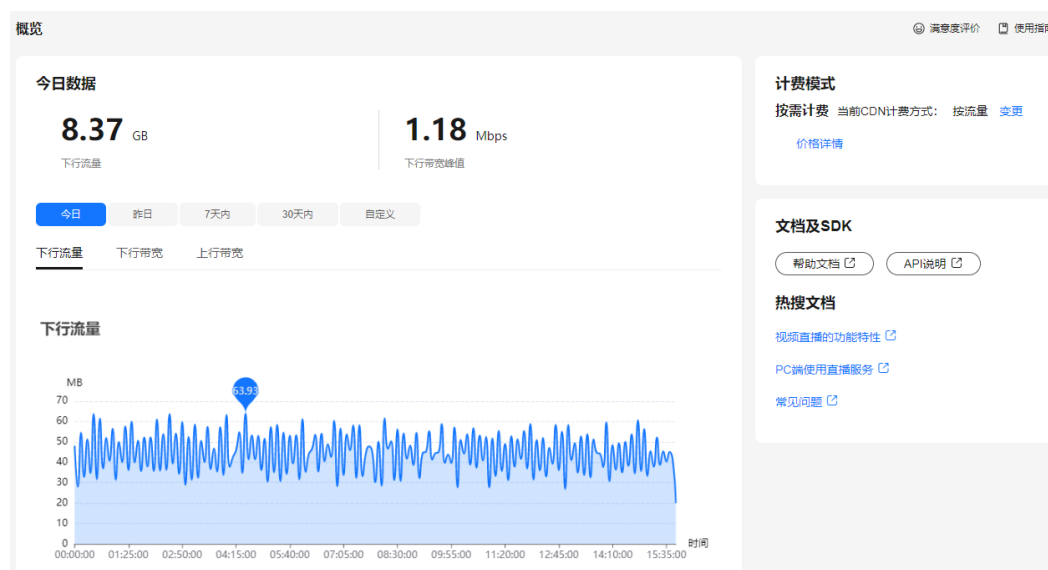 概览
满意度评价 使用指南
今日数据
8.37 GB
下行流量
1.18 Mbps
下行带宽峰值
今日 昨日 7天内 30天内 自定义
下行流量 下行带宽 上行带宽
下行流量
MB
70
60
50
40
30
20
10
0
63.93
00:00:00 01:25:00 02:50:00 04:15:00 05:40:00 07:05:00 08:30:00 09:55:00 11:20:00 12:45:00 14:10:00 15:35:00
时间
计费模式
按需计费 当前CDN计费方式: 按流量 变更
价格详情
文档及SDK
帮助文档 API说明
热搜文档
视频直播的功能特性
PC端使用直播服务
常见问题